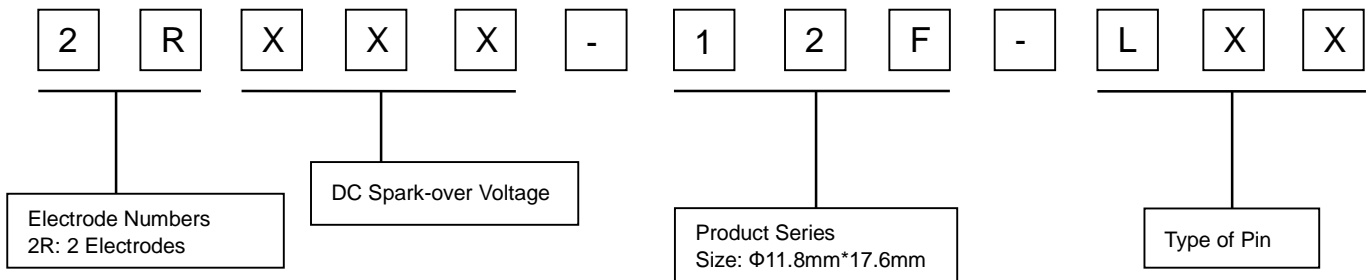 2 R X X X - 1 2 F - L X X
DC Spark-over Voltage
Electrode Numbers
2R: 2 Electrodes
Product Series
Size: Φ11.8mm*17.6mm
Type of Pin